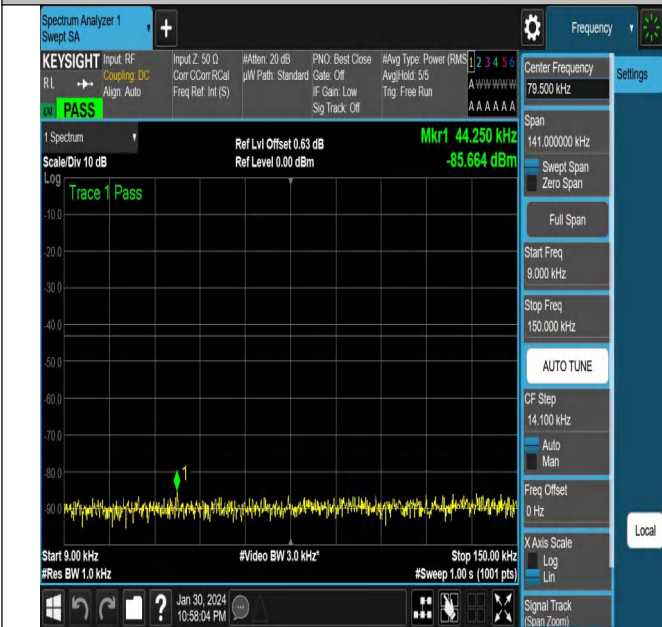 Spectrum Analyzer 1
Swept SA
+
Frequency
KEYSIGHT
RL
PASS
Input: RF
Coupling: DC
Align: Auto
Input Z: 50 Ω
Corr CCorr RCal
Freq Ref: Int (S)
#Atten: 20 dB
µW Path: Standard
PNO: Best Close
Gate: Off
IF Gain: Low
Sig Track: Off
#Avg Type: Power (RMS
Avg|Hold: 5/5
Trig: Free Run
1 2 3 4 5 6
A W W W W W
A A A A A A
1 Spectrum
Scale/Div 10 dB
Log
Ref Lvl Offset 0.63 dB
Ref Level 0.00 dBm
Mkr1 44.250 kHz
-85.664 dBm
Trace 1 Pass
-10.0
-20.0
-30.0
-40.0
-50.0
-60.0
-70.0
-80.0
-90.0
1
Start 9.00 kHz
#Res BW 1.0 kHz
#Video BW 3.0 kHz*
Stop 150.00 kHz
#Sweep 1.00 s (1001 pts)
?
Jan 30, 2024
10:58:04 PM
Center Frequency
79.500 kHz
Settings
Span
141.000000 kHz
Swept Span
Zero Span
Full Span
Start Freq
9.000 kHz
Stop Freq
150.000 kHz
AUTO TUNE
CF Step
14.100 kHz
Auto
Man
Freq Offset
0 Hz
X Axis Scale
Log
Lin
Local
Signal Track
(Span Zoom)